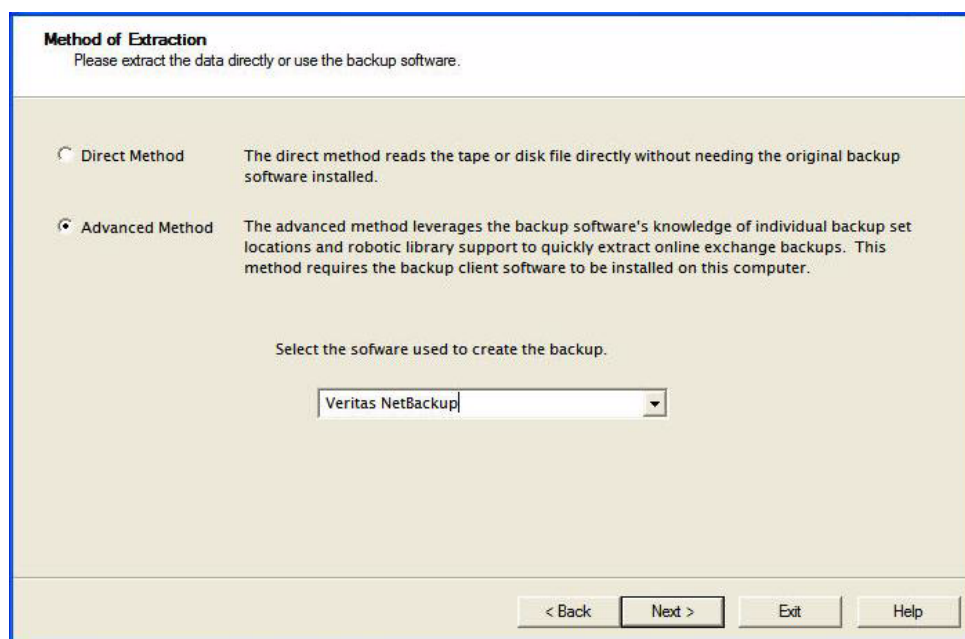 Method of Extraction
Please extract the data directly or use the backup software.
Direct Method
The direct method reads the tape or disk file directly without needing the original backup
software installed.
Advanced Method
The advanced method leverages the backup software's knowledge of individual backup set
locations and robotic library support to quickly extract online exchange backups. This
method requires the backup client software to be installed on this computer.
Select the sofware used to create the backup.
Veritas NetBackup
< Back
Next >
Exit
Help